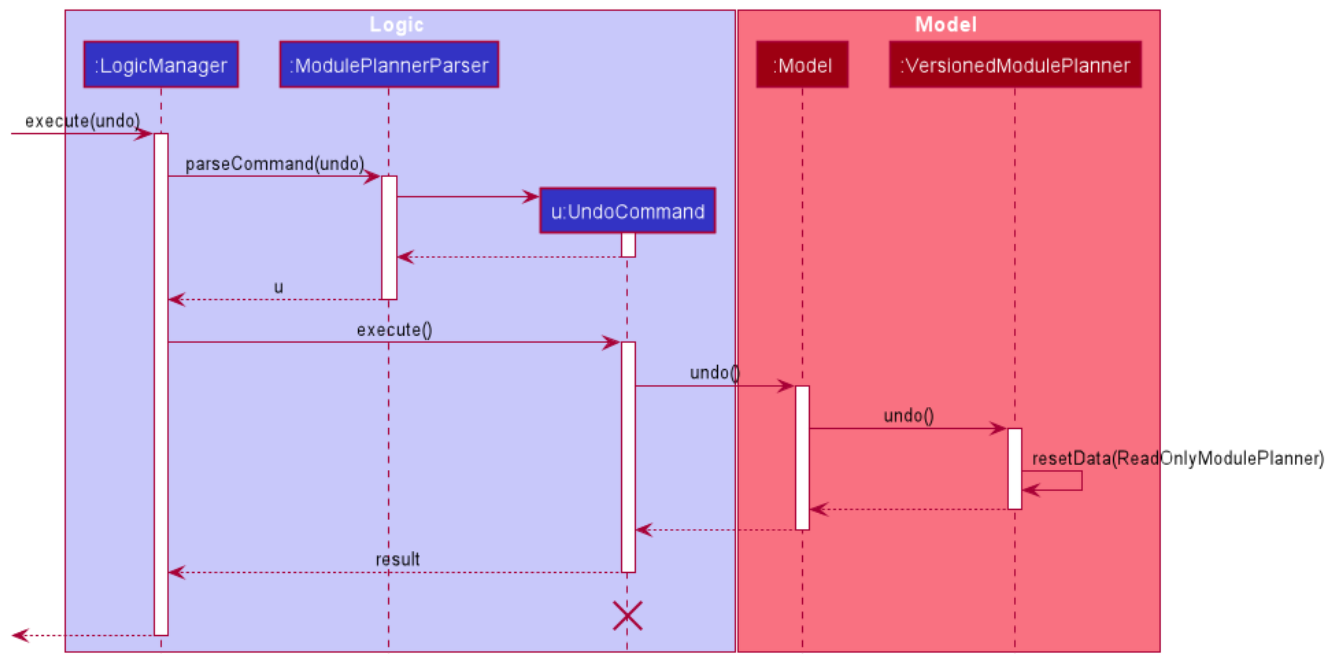 Logic
Model
:LogicManager
:ModulePlannerParser
:Model
:VersionedModulePlanner
execute(undo)
parseCommand(undo)
u:UndoCommand
u
execute()
undo()
undo()
resetData(ReadOnlyModulePlanner)
result